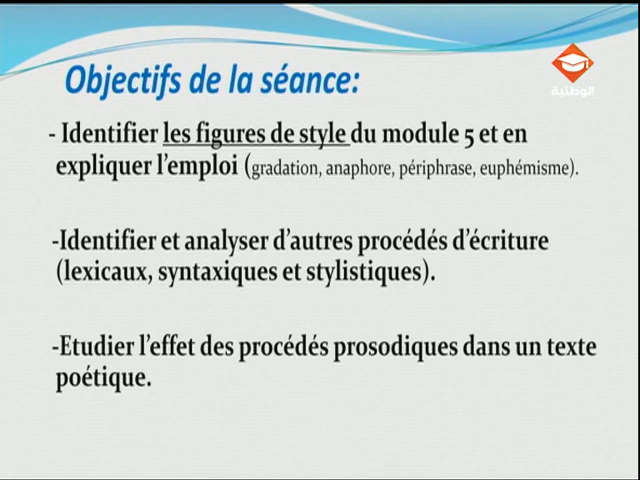 Objectifs de la séance:
الوطنية
- Identifier les figures de style du module 5 et en
expliquer l'emploi (gradation, anaphore, périphrase, euphémisme).
-Identifier et analyser d'autres procédés d'écriture
(lexicaux, syntaxiques et stylistiques).
-Etudier l'effet des procédés prosodiques dans un texte
poétique.